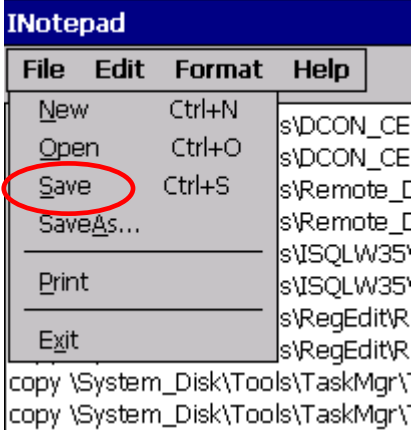 INotepad
File Edit Format Help
New Ctrl+N
s\DCON_CE
Open Ctrl+O
s\DCON_CE
Save Ctrl+S
s\Remote_D
SaveAs...
s\Remote_D
s\ISQLW35\
Print
s\ISQLW35\
s\RegEdit\R
Exit
s\RegEdit\R
copy \System_Disk\Tools\TaskMgr\T
copy \System_Disk\Tools\TaskMgr\T